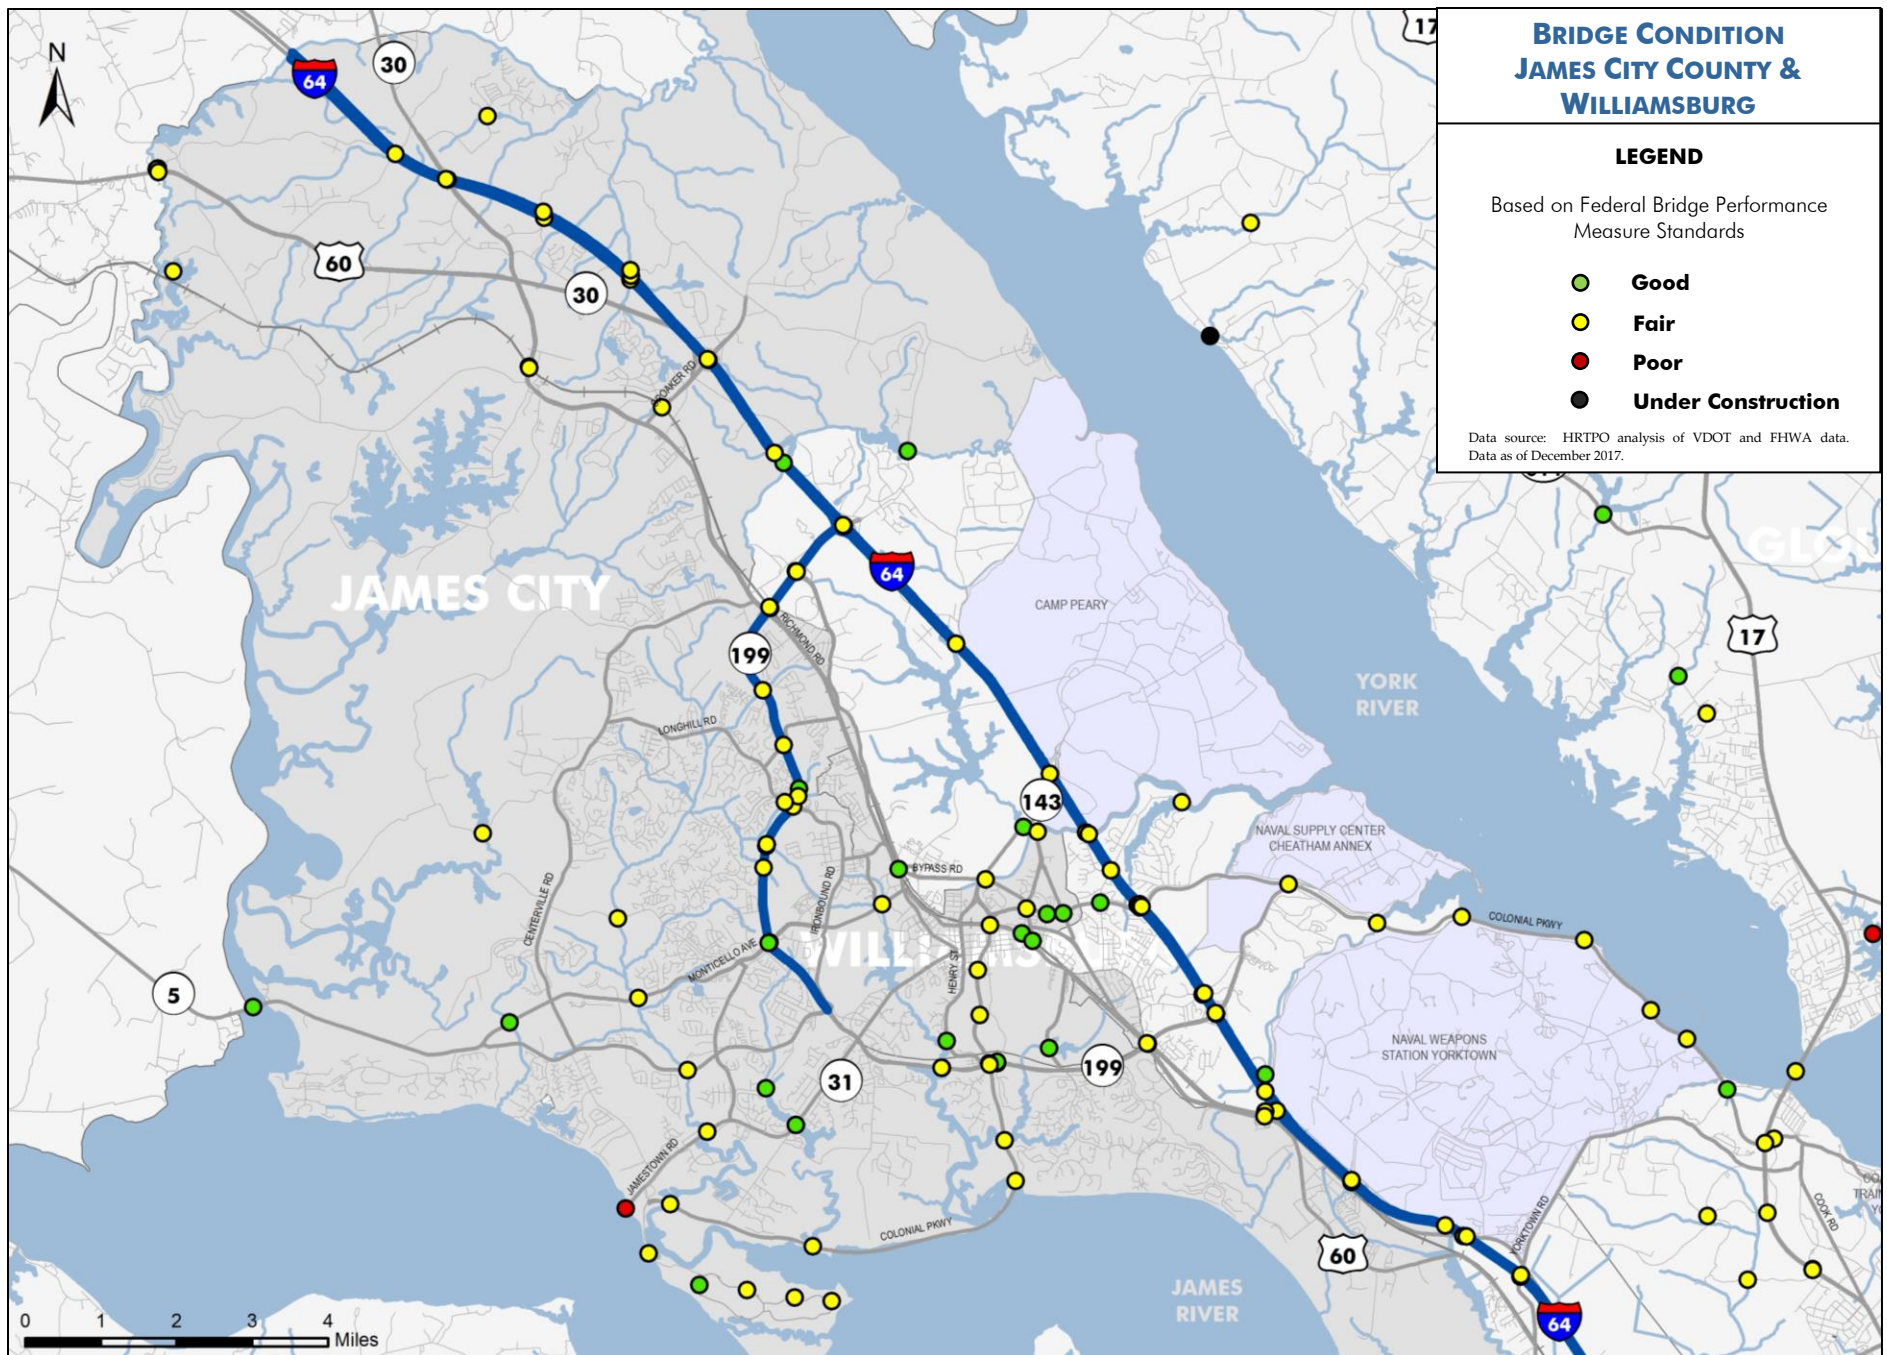 BRIDGE CONDITION
JAMES CITY COUNTY &
WILLIAMSBURG
LEGEND
Based on Federal Bridge Performance
Measure Standards
Good
Fair
Poor
Under Construction
Data source: HRTPO analysis of VDOT and FHWA data.
Data as of December 2017.
N
64
30
17
60
30
CROAKER RD
JAMES CITY
64
CAMP PEARY
RICHMOND RD
199
17
YORK
RIVER
LONGHILL RD
143
NAVAL SUPPLY CENTER
CHEATHAM ANNEX
BYPASS RD
CENTERVILLE RD
IRONBOUND RD
COLONIAL PKWY
MONTICELLO AVE
WILLIAMSBURG
HENRY ST
5
NAVAL WEAPONS
STATION YORKTOWN
31
199
JAMESTOWN RD
COLONIAL PKWY
YORKTOWN RD
COOK RD
60
JAMES
RIVER
64
0 1 2 3 4
Miles